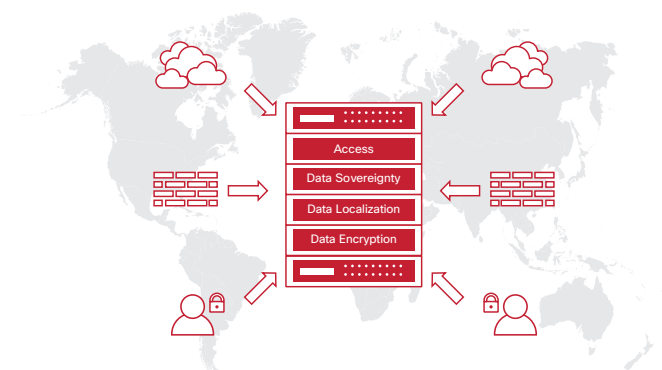 Access
Data Sovereignty
Data Localization
Data Encryption